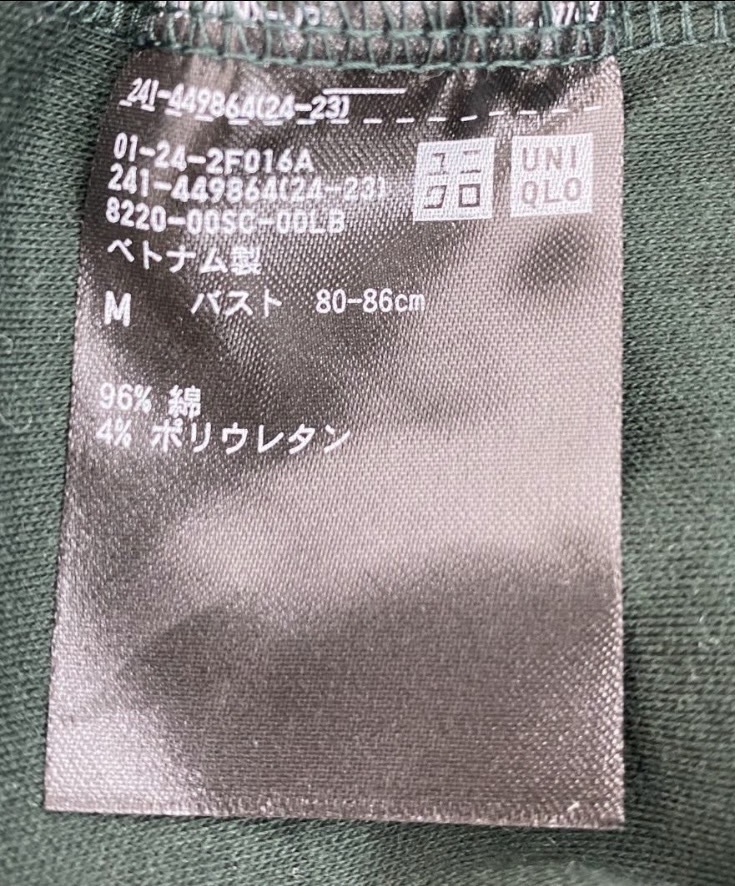 241-449864(24-23)
01-24-2F016A
241-449864(24-23)
8220-00SC-00LB
ユニ
クロ
UNI
QLO
ベトナム製
M バスト 80-86cm
96% 綿
4% ポリウレタン